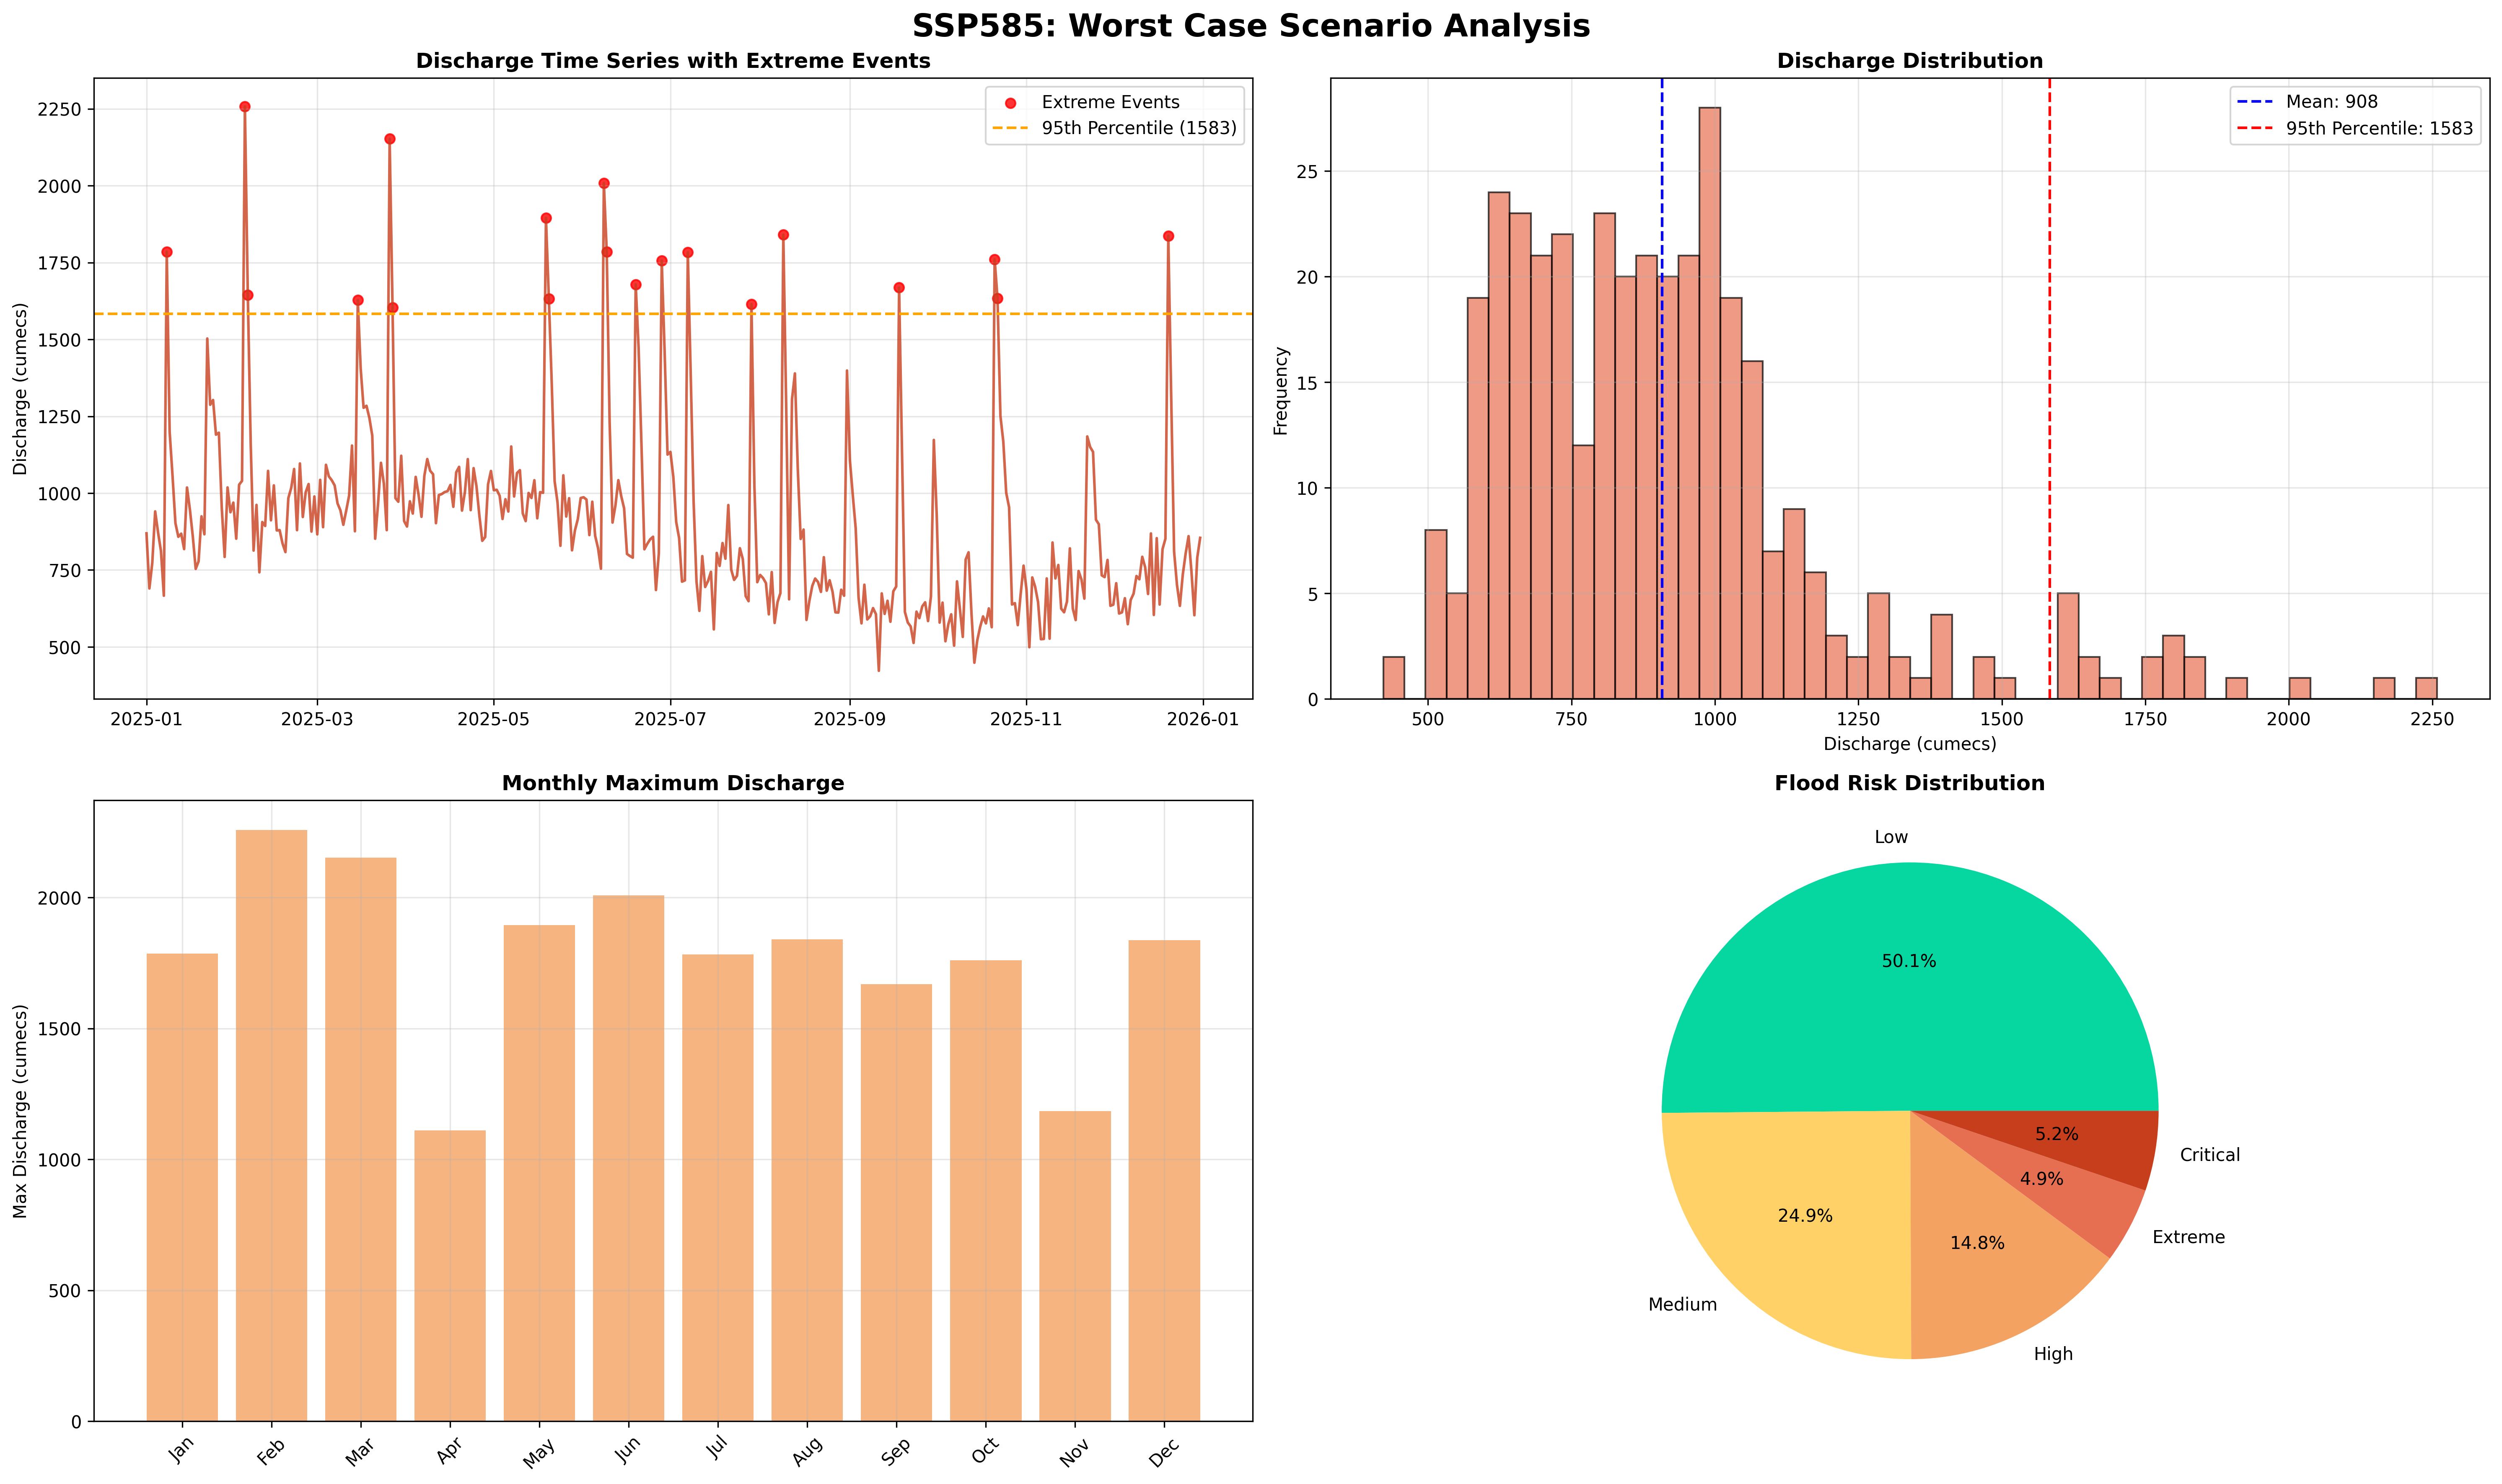 SSP585: Worst Case Scenario Analysis
Discharge Time Series with Extreme Events
Discharge (cumecs)
2250
2000
1750
1500
1250
1000
750
500
Extreme Events
95th Percentile (1583)
2025-01 2025-03 2025-05 2025-07 2025-09 2025-11 2026-01
Discharge Distribution
Frequency
25
20
15
10
5
0
Mean: 908
95th Percentile: 1583
500 750 1000 1250 1500 1750 2000 2250
Discharge (cumecs)
Monthly Maximum Discharge
Max Discharge (cumecs)
2000
1500
1000
500
0
Jan Feb Mar Apr May Jun Jul Aug Sep Oct Nov Dec
Flood Risk Distribution
Low
50.1%
5.2%
Critical
4.9%
Extreme
24.9%
14.8%
Medium
High